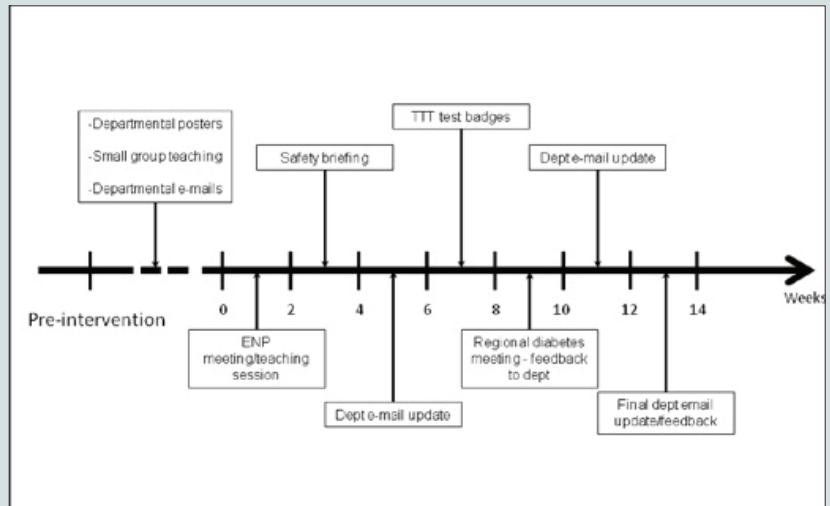 TTT test badges
-Departmental posters
-Small group teaching
-Departmental e-mails
Safety briefing
Dept e-mail update
Pre-intervention
0 2 4 6 8 10 12 14
Weeks
ENP
meeting/teaching
session
Regional diabetes
meeting - feedback
to dept
Dept e-mail update
Final dept email
update/feedback